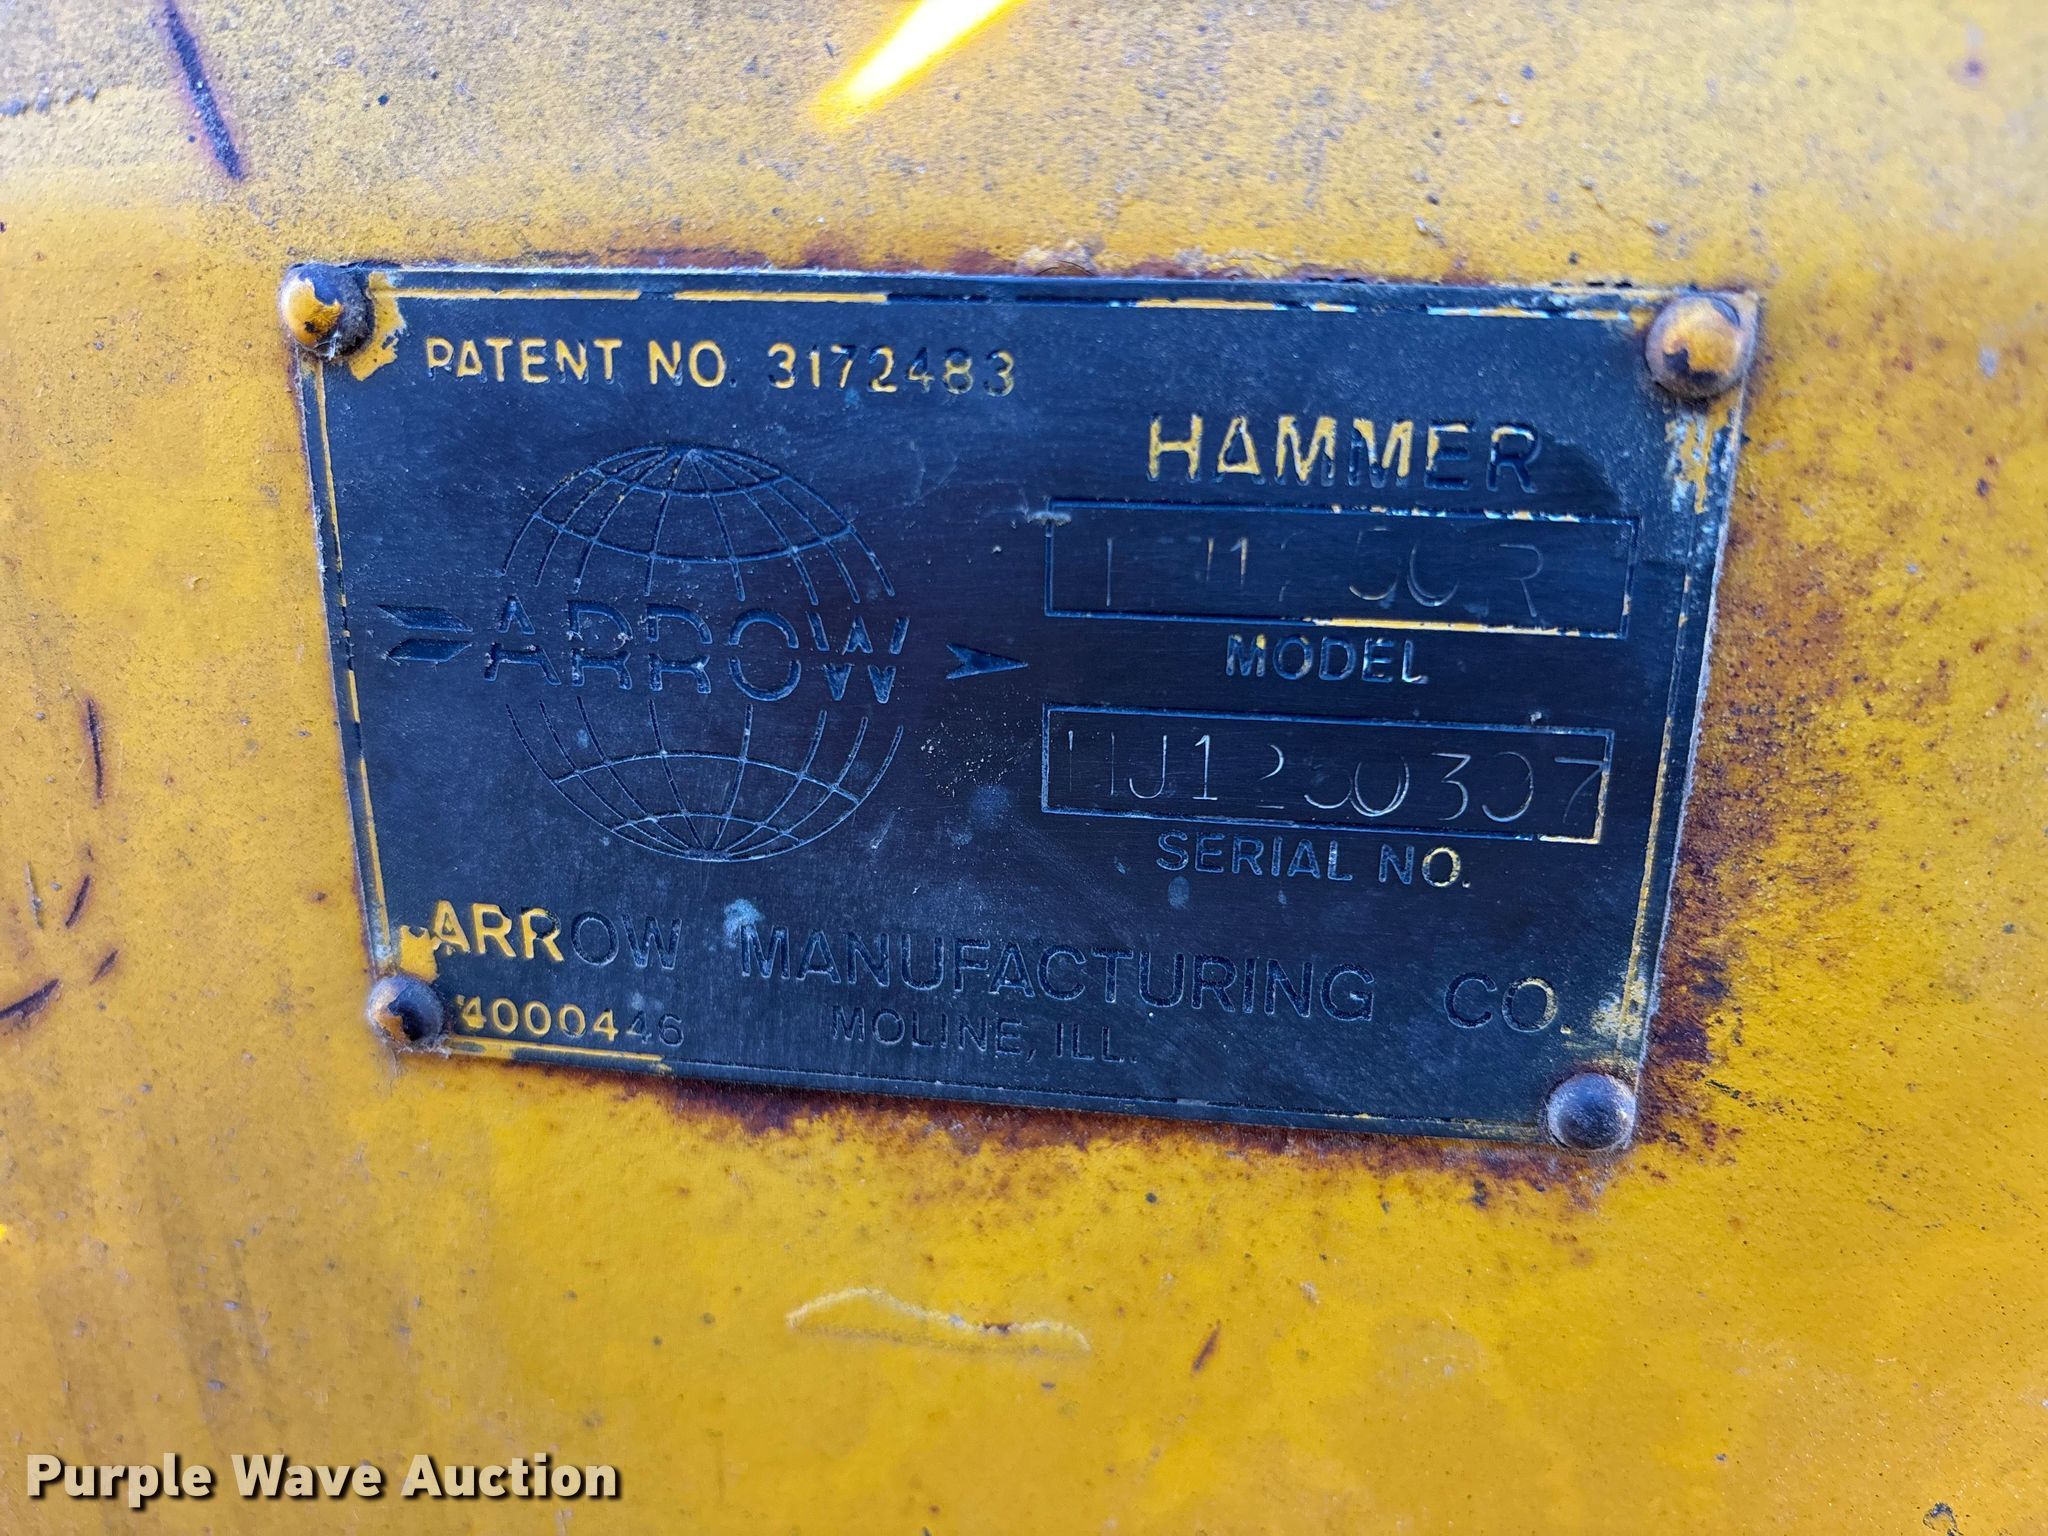 PATENT NO. 3172483
HAMMER
MODEL
ARROW
SERIAL NO.
ARROW MANUFACTURING CO.
4000446
MOLINE, ILL.
Purple Wave Auction